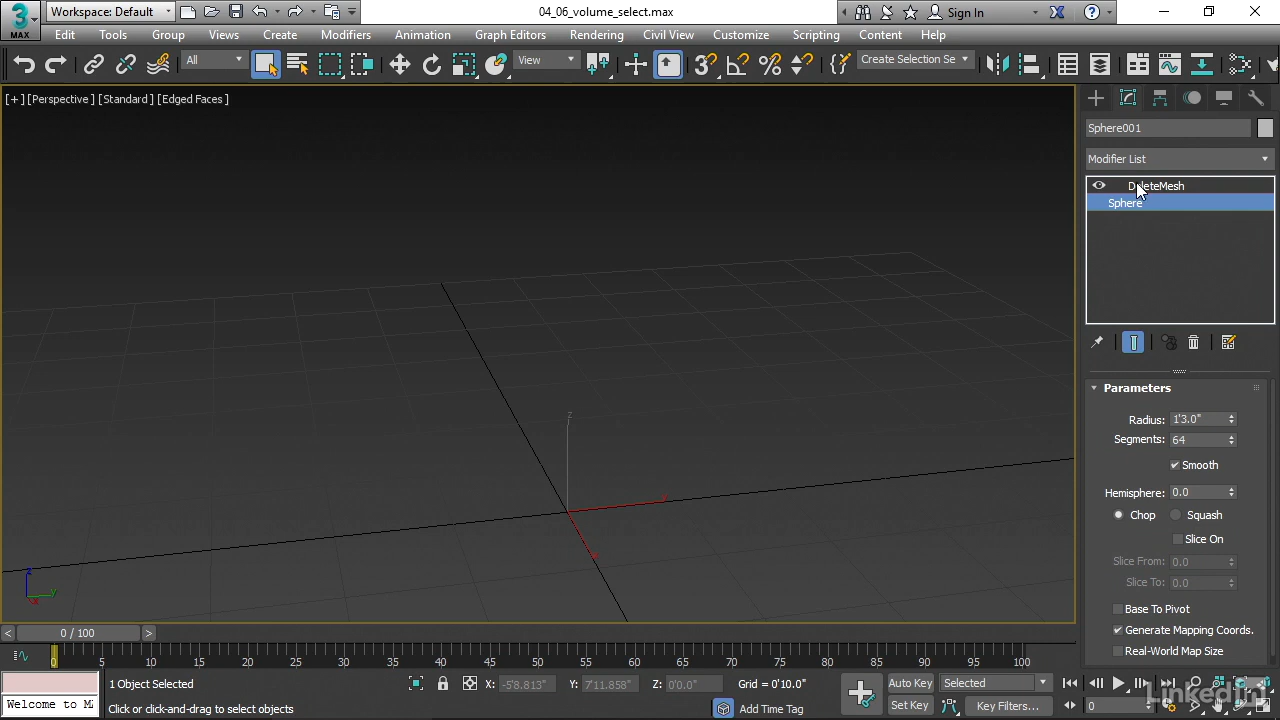 3
MAX
Workspace: Default
04_06_volume_select.max
Sign In
Edit
Tools
Group
Views
Create
Modifiers
Animation
Graph Editors
Rendering
Civil View
Customize
Scripting
Content
Help
All
View
Create Selection Se
[+] [Perspective] [Standard] [Edged Faces]
Sphere001
Modifier List
DeleteMesh
Sphere
Parameters
Radius: 1'3.0"
Segments: 64
Smooth
Hemisphere: 0.0
Chop
Squash
Slice On
Slice From: 0.0
Slice To: 0.0
Base To Pivot
Generate Mapping Coords.
Real-World Map Size
z
z
y
< 0 / 100 >
0 5 10 15 20 25 30 35 40 45 50 55 60 65 70 75 80 85 90 95 100
1 Object Selected
X: -5'8.813"
Y: 7'11.858"
Z: 0'0.0"
Grid = 0'10.0"
Auto Key
Selected
Welcome to MA
Click or click-and-drag to select objects
Add Time Tag
Set Key
Key Filters...
0
LinkedIn